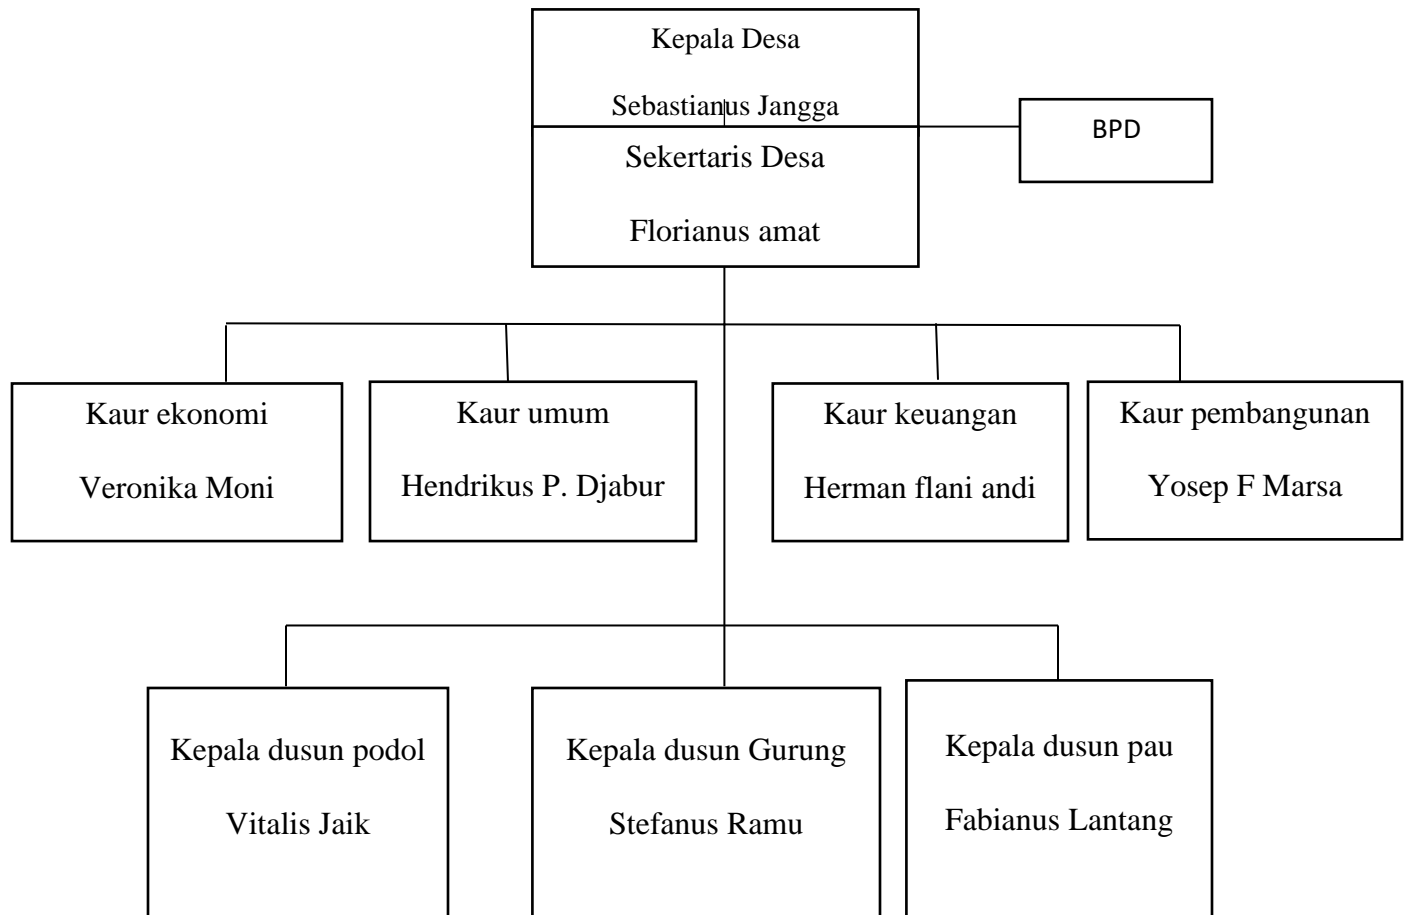 Kepala Desa
Sebastianus Jangga
BPD
Sekertaris Desa
Florianus amat
Kaur ekonomi
Veronika Moni
Kaur umum
Hendrikus P. Djabur
Kaur keuangan
Herman flani andi
Kaur pembangunan
Yosep F Marsa
Kepala dusun podol
Vitalis Jaik
Kepala dusun Gurung
Stefanus Ramu
Kepala dusun pau
Fabianus Lantang